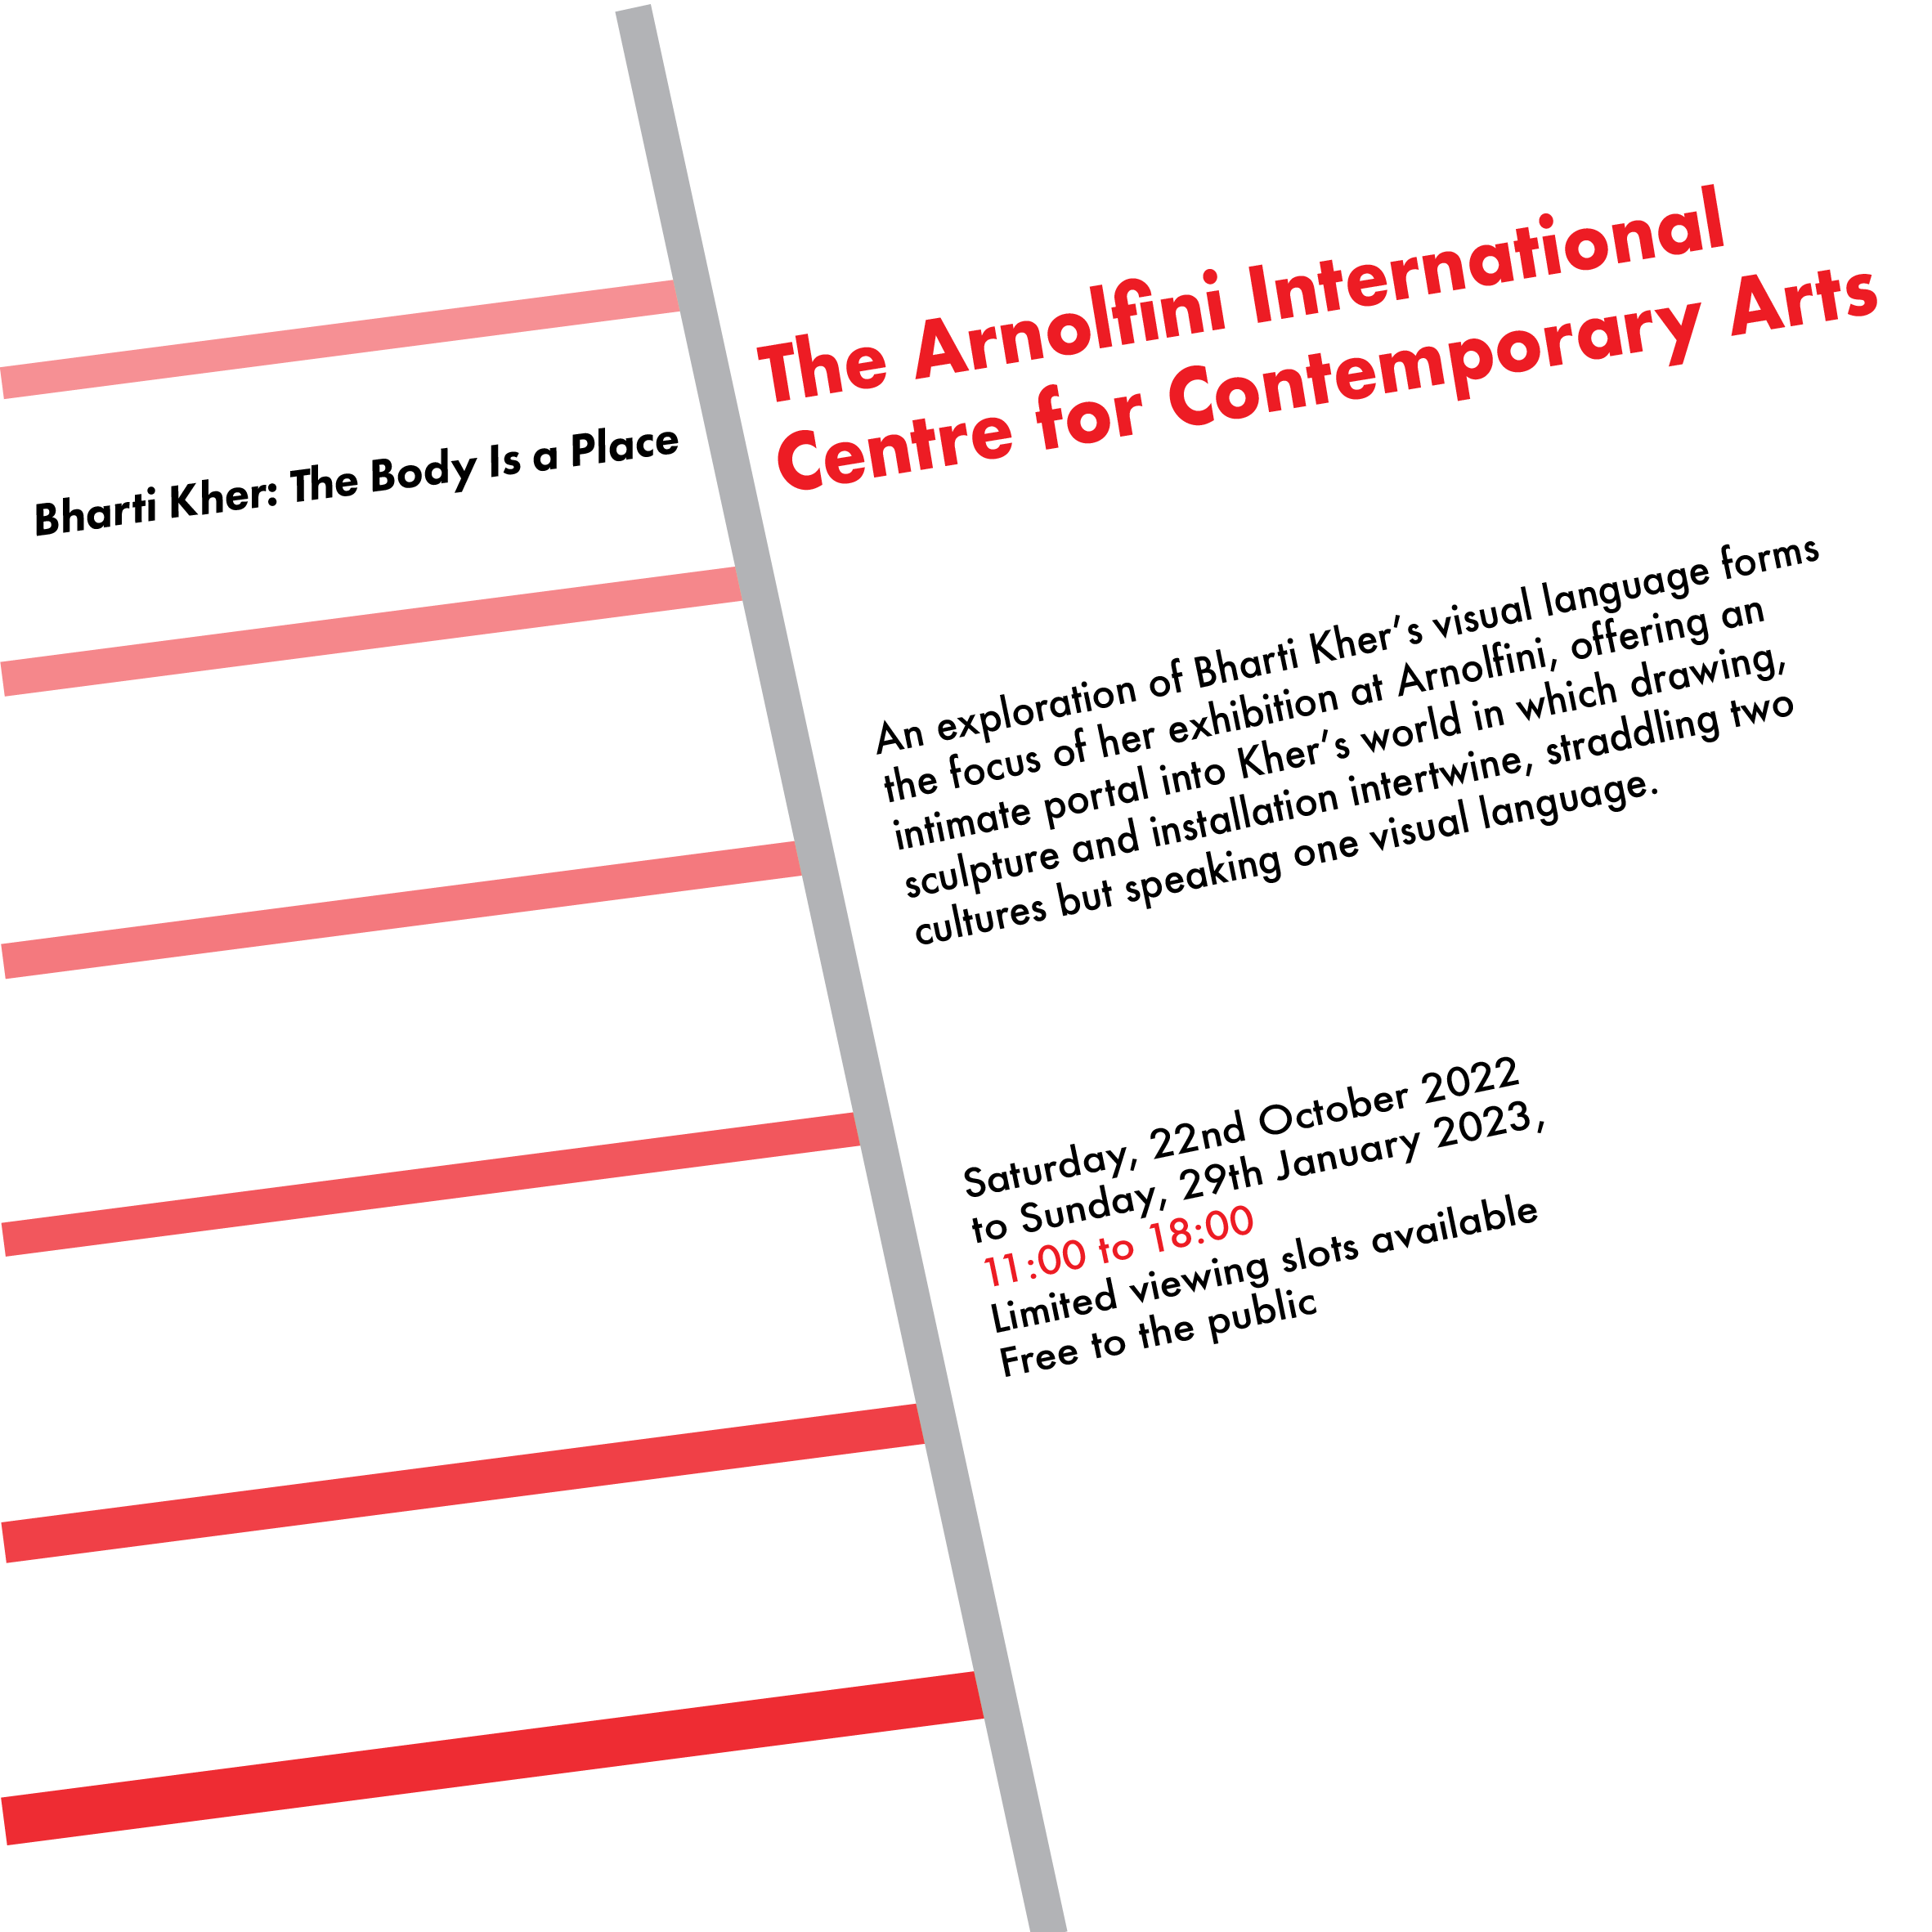 The Arnolfini International
Centre for Contemporary Arts
Bharti Kher: The Body Is a Place
An exploration of Bharti Kher's visual language forms
the focus of her exhibition at Arnolfini, offering an
intimate portal into Kher's world in which drawing,
sculpture and installation intertwine, straddling two
cultures but speaking one visual language.
Saturday, 22nd October 2022
to Sunday, 29th January 2023,
11:00 to 18:00
Limited viewing slots available
Free to the public